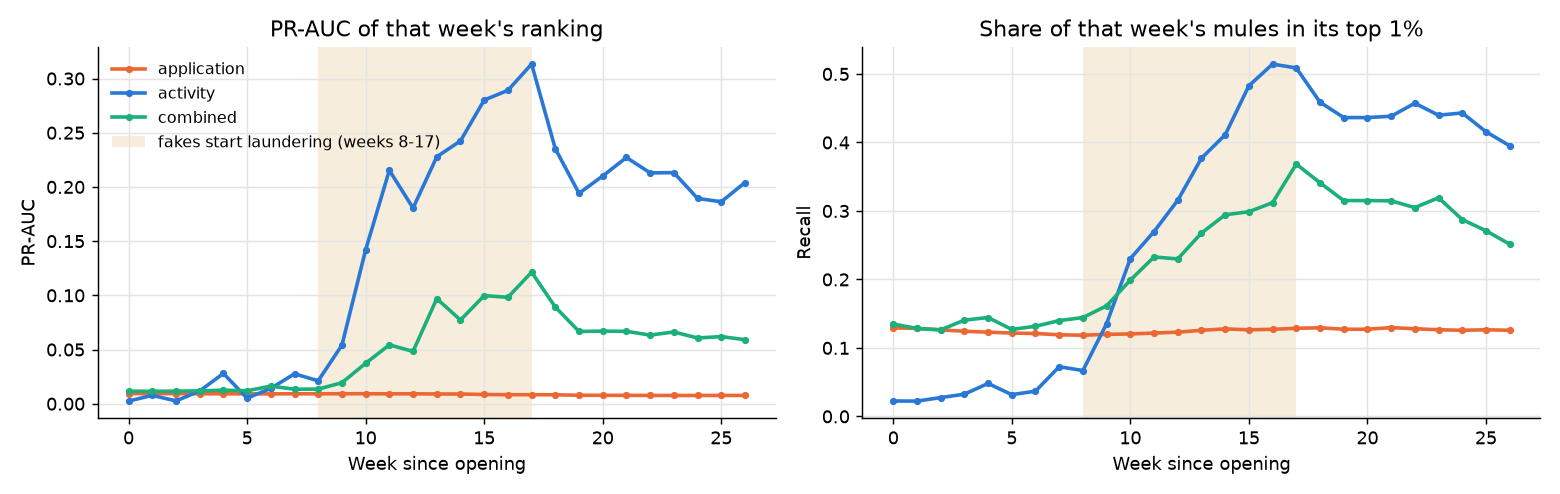 PR-AUC of that week's ranking
PR-AUC
0.30
0.25
0.20
0.15
0.10
0.05
0.00
application
activity
combined
fakes start laundering (weeks 8-17)
0 5 10 15 20 25
Week since opening
Share of that week's mules in its top 1%
Recall
0.5
0.4
0.3
0.2
0.1
0.0
0 5 10 15 20 25
Week since opening